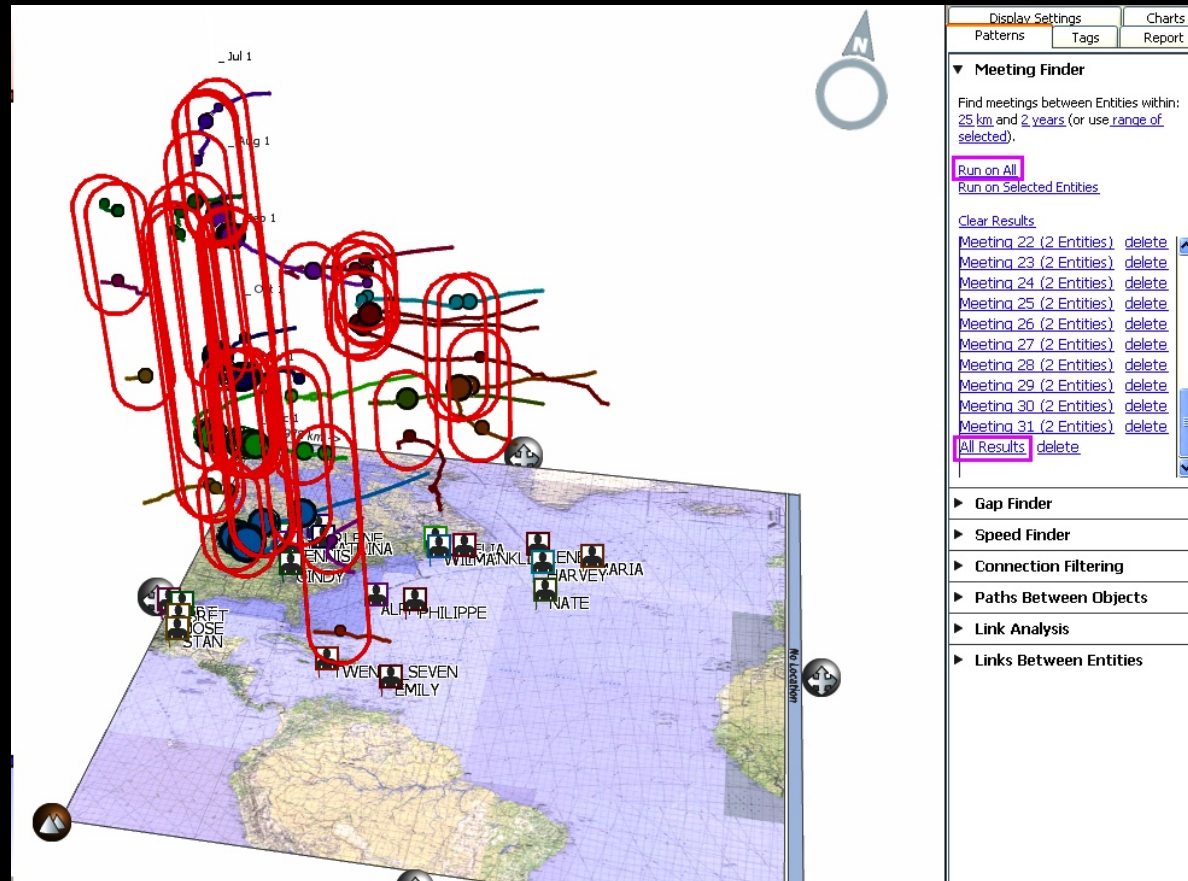 Display Settings
Charts
Patterns
Tags
Report
Meeting Finder
Find meetings between Entities within:
25 km and 2 years (or use range of
selected).
Run on All
Run on Selected Entities
Clear Results
Meeting 22 (2 Entities) delete
Meeting 23 (2 Entities) delete
Meeting 24 (2 Entities) delete
Meeting 25 (2 Entities) delete
Meeting 26 (2 Entities) delete
Meeting 27 (2 Entities) delete
Meeting 28 (2 Entities) delete
Meeting 29 (2 Entities) delete
Meeting 30 (2 Entities) delete
Meeting 31 (2 Entities) delete
All Results delete
Gap Finder
Speed Finder
Connection Filtering
Paths Between Objects
Link Analysis
Links Between Entities
N
Jul 1
Aug 1
km ->
CINDY
WILMA
HARVEY
NATE
PHILIPPE
JOSE
STAN
EMILY
No Location